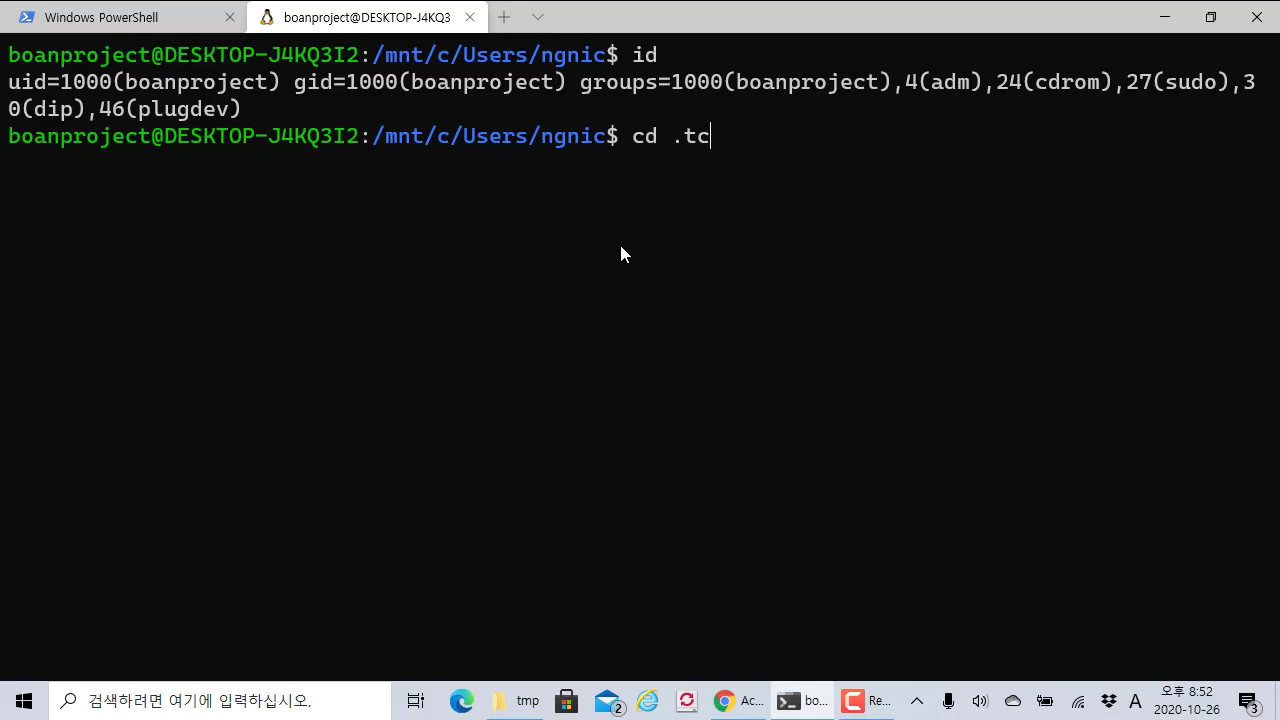 Windows PowerShell
boanproject@DESKTOP-J4KQ3
boanproject@DESKTOP-J4KQ3I2:/mnt/c/Users/ngnic$ id
uid=1000(boanproject) gid=1000(boanproject) groups=1000(boanproject),4(adm),24(cdrom),27(sudo),3
0(dip),46(plugdev)
boanproject@DESKTOP-J4KQ3I2:/mnt/c/Users/ngnic$ cd .tc
검색하려면 여기에 입력하십시오.
tmp
2
Ac...
bo...
Re...
A
오후 8:52
2020-10-26
3